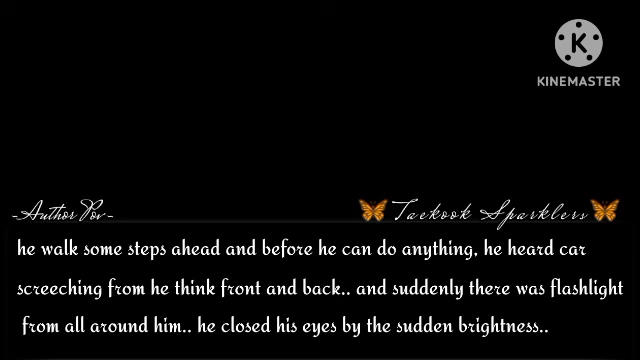 KINEMASTER
-Author Pov-
🦋Taekook Sparklers🦋
he walk some steps ahead and before he can do anything, he heard car
screeching from he think front and back.. and suddenly there was flashlight
from all around him.. he closed his eyes by the sudden brightness..